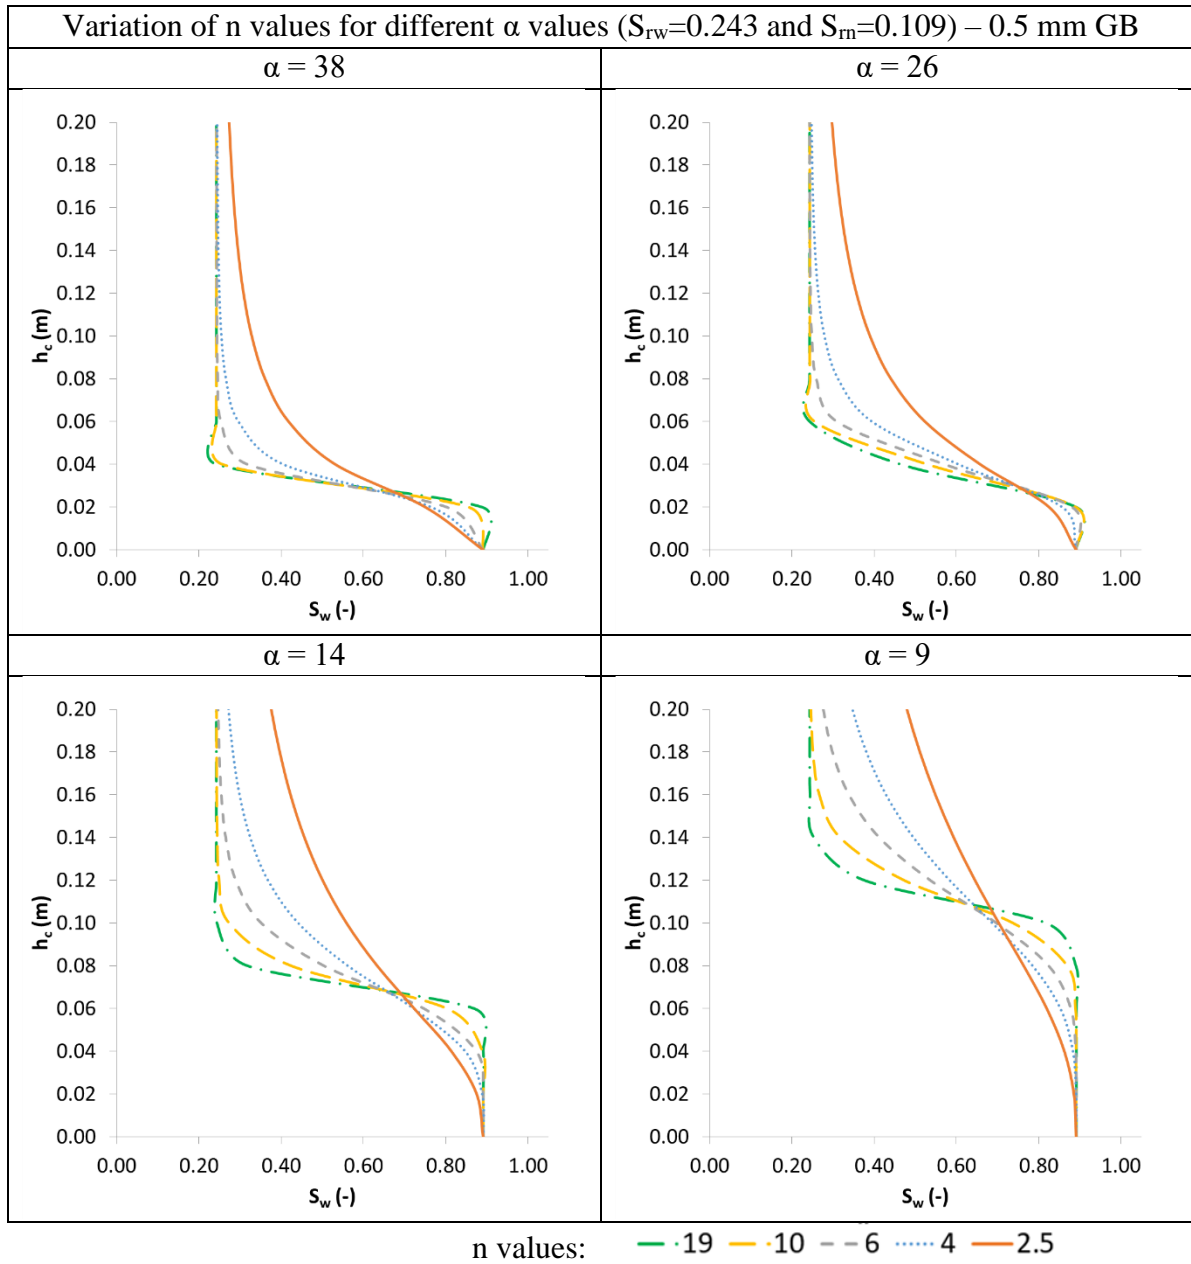 Variation of n values for different α values (Srw=0.243 and Srn=0.109) – 0.5 mm GB
α = 38
α = 26
0.20
0.18
0.16
0.14
0.12
0.10
0.08
0.06
0.04
0.02
0.00
hc (m)
0.00 0.20 0.40 0.60 0.80 1.00
Sw (-)
0.20
0.18
0.16
0.14
0.12
0.10
0.08
0.06
0.04
0.02
0.00
hc (m)
0.00 0.20 0.40 0.60 0.80 1.00
Sw (-)
α = 14
α = 9
0.20
0.18
0.16
0.14
0.12
0.10
0.08
0.06
0.04
0.02
0.00
hc (m)
0.00 0.20 0.40 0.60 0.80 1.00
Sw (-)
0.20
0.18
0.16
0.14
0.12
0.10
0.08
0.06
0.04
0.02
0.00
hc (m)
0.00 0.20 0.40 0.60 0.80 1.00
Sw (-)
n values: 19 10 6 4 2.5